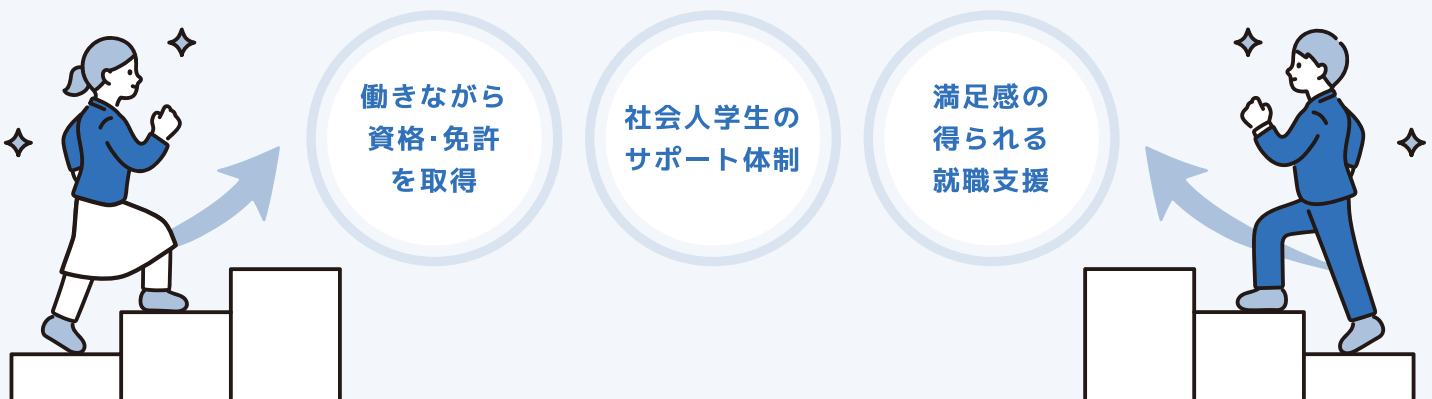 働きながら
資格・免許
を取得
社会人学生の
サポート体制
満足感の
得られる
就職支援